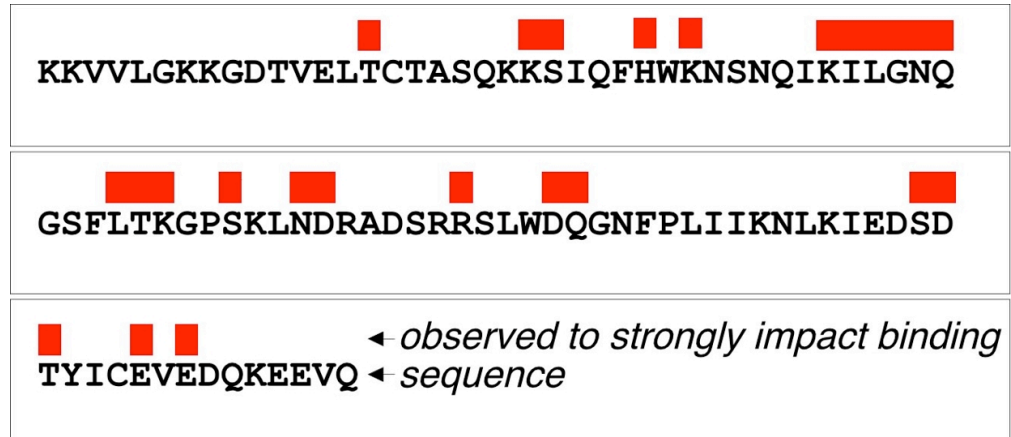 KKVVLGKKGDTVELTCTASQKKSIQFHWKNSNQIKILGNQ
GSFLTKGPSKLNDRADSRRSLWDQGNFPLIIKNLKIEDSD
←observed to strongly impact binding
TYICEVEDQKEEVQ ←sequence